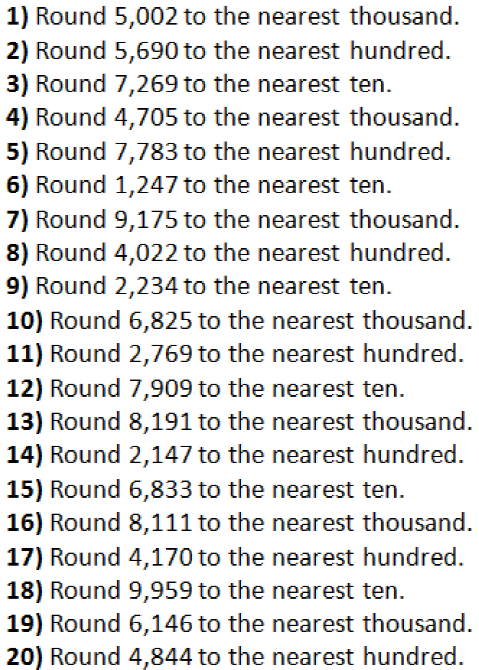 1) Round 5,002 to the nearest thousand.
2) Round 5,690 to the nearest hundred.
3) Round 7,269 to the nearest ten.
4) Round 4,705 to the nearest thousand.
5) Round 7,783 to the nearest hundred.
6) Round 1,247 to the nearest ten.
7) Round 9,175 to the nearest thousand.
8) Round 4,022 to the nearest hundred.
9) Round 2,234 to the nearest ten.
10) Round 6,825 to the nearest thousand.
11) Round 2,769 to the nearest hundred.
12) Round 7,909 to the nearest ten.
13) Round 8,191 to the nearest thousand.
14) Round 2,147 to the nearest hundred.
15) Round 6,833 to the nearest ten.
16) Round 8,111 to the nearest thousand.
17) Round 4,170 to the nearest hundred.
18) Round 9,959 to the nearest ten.
19) Round 6,146 to the nearest thousand.
20) Round 4,844 to the nearest hundred.